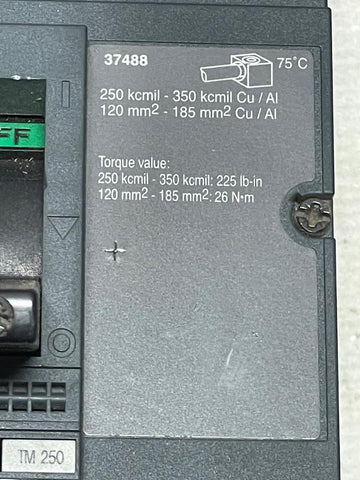 37488
75°C
250 kcmil - 350 kcmil Cu / Al
120 mm² - 185 mm² Cu / Al
FF
Torque value:
250 kcmil - 350 kcmil: 225 lb-in
120 mm² - 185 mm²: 26 N•m
TM 250